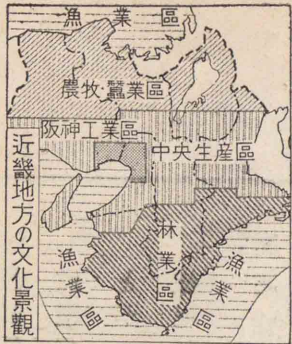 漁業區
農牧・蠶業區
阪神工業區
中央生產區
林業區
漁業區
漁業區
近畿地方の文化景觀